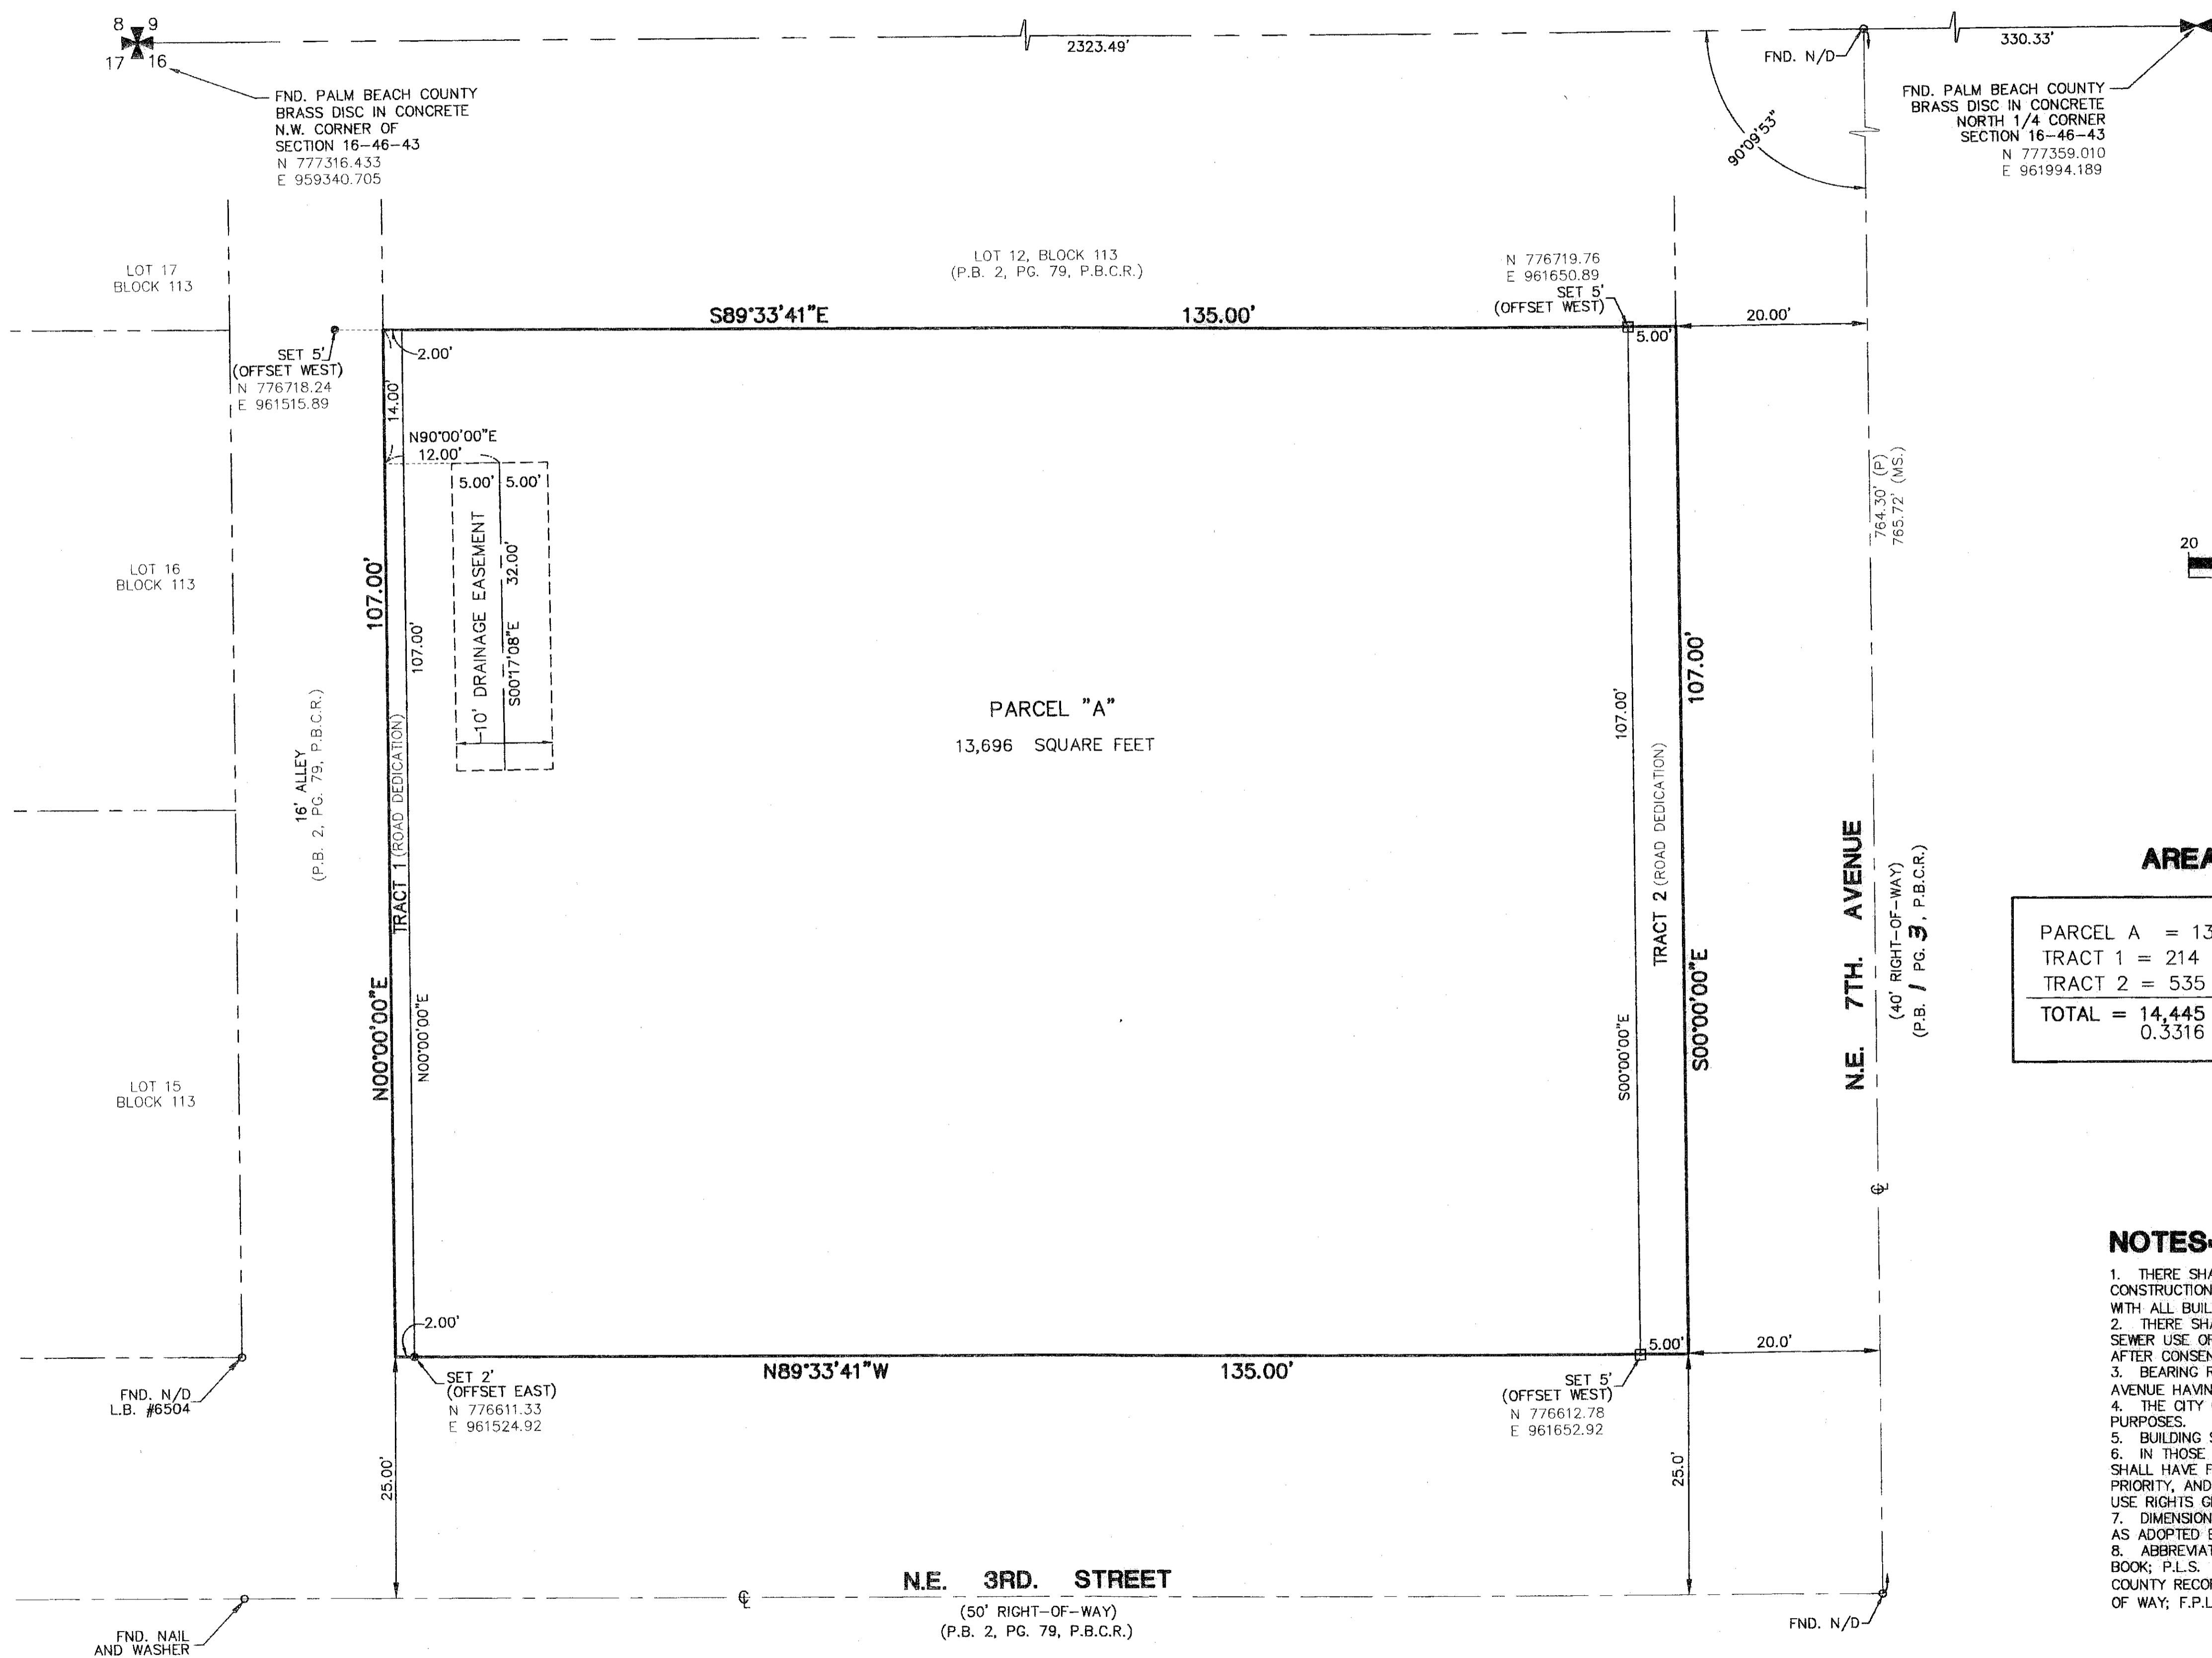 8 9
17 16
FND. PALM BEACH COUNTY
BRASS DISC IN CONCRETE
N.W. CORNER OF
SECTION 16-46-43
N 777316.433
E 959340.705
2323.49'
FND. N/D
330.33'
FND. PALM BEACH COUNTY
BRASS DISC IN CONCRETE
NORTH 1/4 CORNER
SECTION 16-46-43
N 777359.010
E 961994.189
90°09'53"
LOT 17
BLOCK 113
LOT 12, BLOCK 113
(P.B. 2, PG. 79, P.B.C.R.)
N 776719.76
E 961650.89
SET 5'
(OFFSET WEST)
S89°33'41"E 135.00'
5.00'
20.00'
SET 5'
(OFFSET WEST)
N 776718.24
E 961515.89
2.00'
14.00'
N90°00'00"E
12.00'
5.00' 5.00'
10' DRAINAGE EASEMENT
S00°17'08"E 32.00'
107.00'
107.00'
LOT 16
BLOCK 113
16' ALLEY
(P.B. 2, PG. 79, P.B.C.R.)
TRACT 1 (ROAD DEDICATION)
N00°00'00"E
N00°00'00"E
PARCEL "A"
13,696 SQUARE FEET
107.00'
107.00'
TRACT 2 (ROAD DEDICATION)
S00°00'00"E
S00°00'00"E
764.30' (P)
765.72' (MS.)
20
N.E. 7TH. AVENUE
(40' RIGHT-OF-WAY)
(P.B. 1 PG. 3, P.B.C.R.)
AREA
PARCEL A = 13
TRACT 1 = 214
TRACT 2 = 535
TOTAL = 14,445
0.3316
LOT 15
BLOCK 113
2.00'
SET 2'
(OFFSET EAST)
N 776611.33
E 961524.92
N89°33'41"W 135.00'
5.00'
20.0'
SET 5'
(OFFSET WEST)
N 776612.78
E 961652.92
FND. N/D
L.B. #6504
25.00'
25.0'
N.E. 3RD. STREET
(50' RIGHT-OF-WAY)
(P.B. 2, PG. 79, P.B.C.R.)
FND. NAIL
AND WASHER
FND. N/D
NOTES
1. THERE SHA
CONSTRUCTION
WITH ALL BUIL
2. THERE SHA
SEWER USE OF
AFTER CONSEN
3. BEARING R
AVENUE HAVIN
4. THE CITY
PURPOSES.
5. BUILDING S
6. IN THOSE
SHALL HAVE F
PRIORITY, AND
USE RIGHTS G
7. DIMENSION
AS ADOPTED B
8. ABBREVIAT
BOOK; P.L.S.
COUNTY RECO
OF WAY; F.P.L